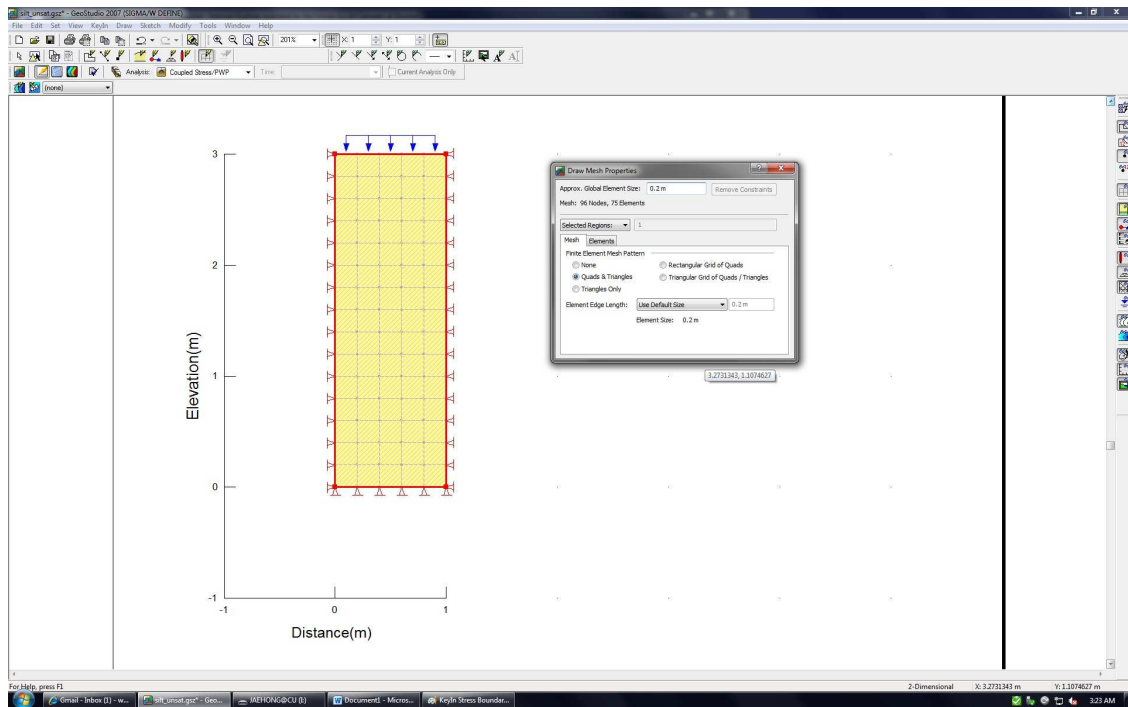 silt_unsat.gsz* - GeoStudio 2007 (SIGMA/W DEFINE)
File Edit Set View KeyIn Draw Sketch Modify Tools Window Help
201% X: 1 Y: 1
Analysis: Coupled Stress/PWP Time: Current Analysis Only
(none)
3
2
1
0
-1
Elevation(m)
-1 0 1
Distance(m)
Draw Mesh Properties
Approx. Global Element Size: 0.2 m Remove Constraints
Mesh: 96 Nodes, 75 Elements
Selected Regions: 1
Mesh Elements
Finite Element Mesh Pattern
None Rectangular Grid of Quads
Quads & Triangles Triangular Grid of Quads / Triangles
Triangles Only
Element Edge Length: Use Default Size 0.2 m
Element Size: 0.2 m
3.2731343, 1.1074627
For Help, press F1 2-Dimensional X: 3.2731343 m Y: 1.1074627 m
Gmail - Inbox (1) - w... silt_unsat.gsz* - Geo... JAEHONG@CU (I:) Document1 - Micros... KeyIn Stress Boundar... 3:23 AM